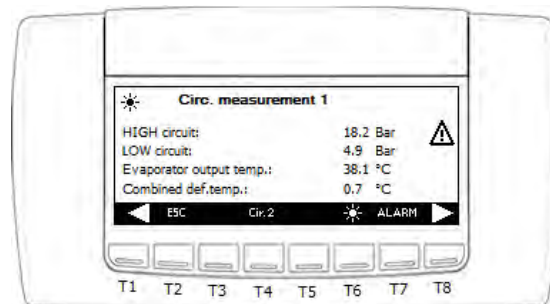 Circ. measurement 1
HIGH circuit: 18.2 Bar
LOW circuit: 4.9 Bar
Evaporator output temp.: 38.1 °C
Combined def.temp.: 0.7 °C
ESC Cir.2 ALARM
T1 T2 T3 T4 T5 T6 T7 T8